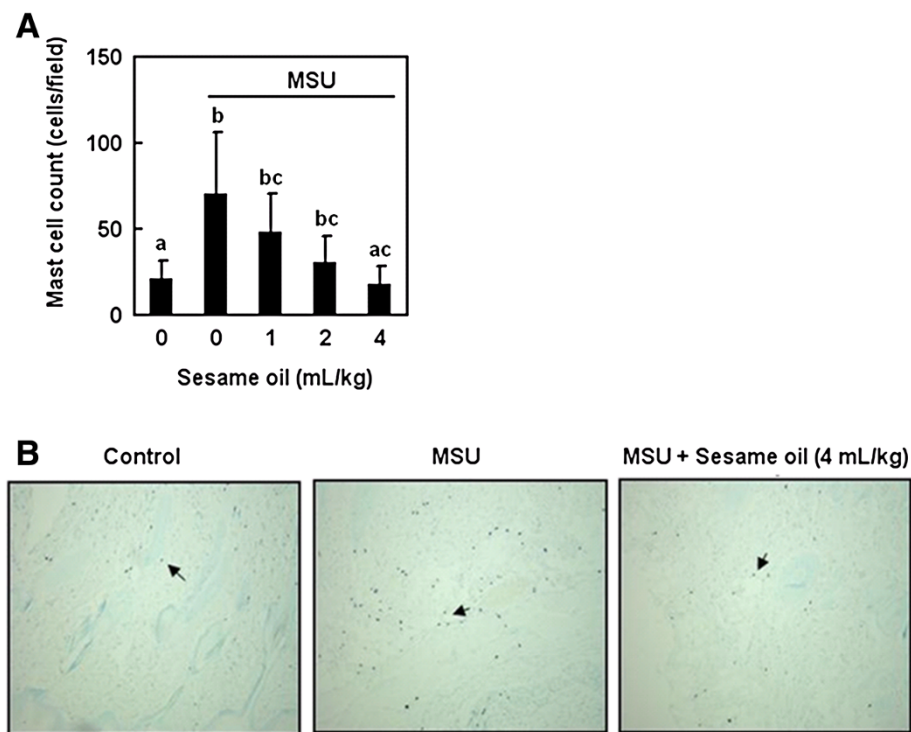 A
Mast cell count (cells/field)
150
100
50
0
MSU
a
b
bc
bc
ac
0 0 1 2 4
Sesame oil (mL/kg)
B
Control
MSU
MSU + Sesame oil (4 mL/kg)